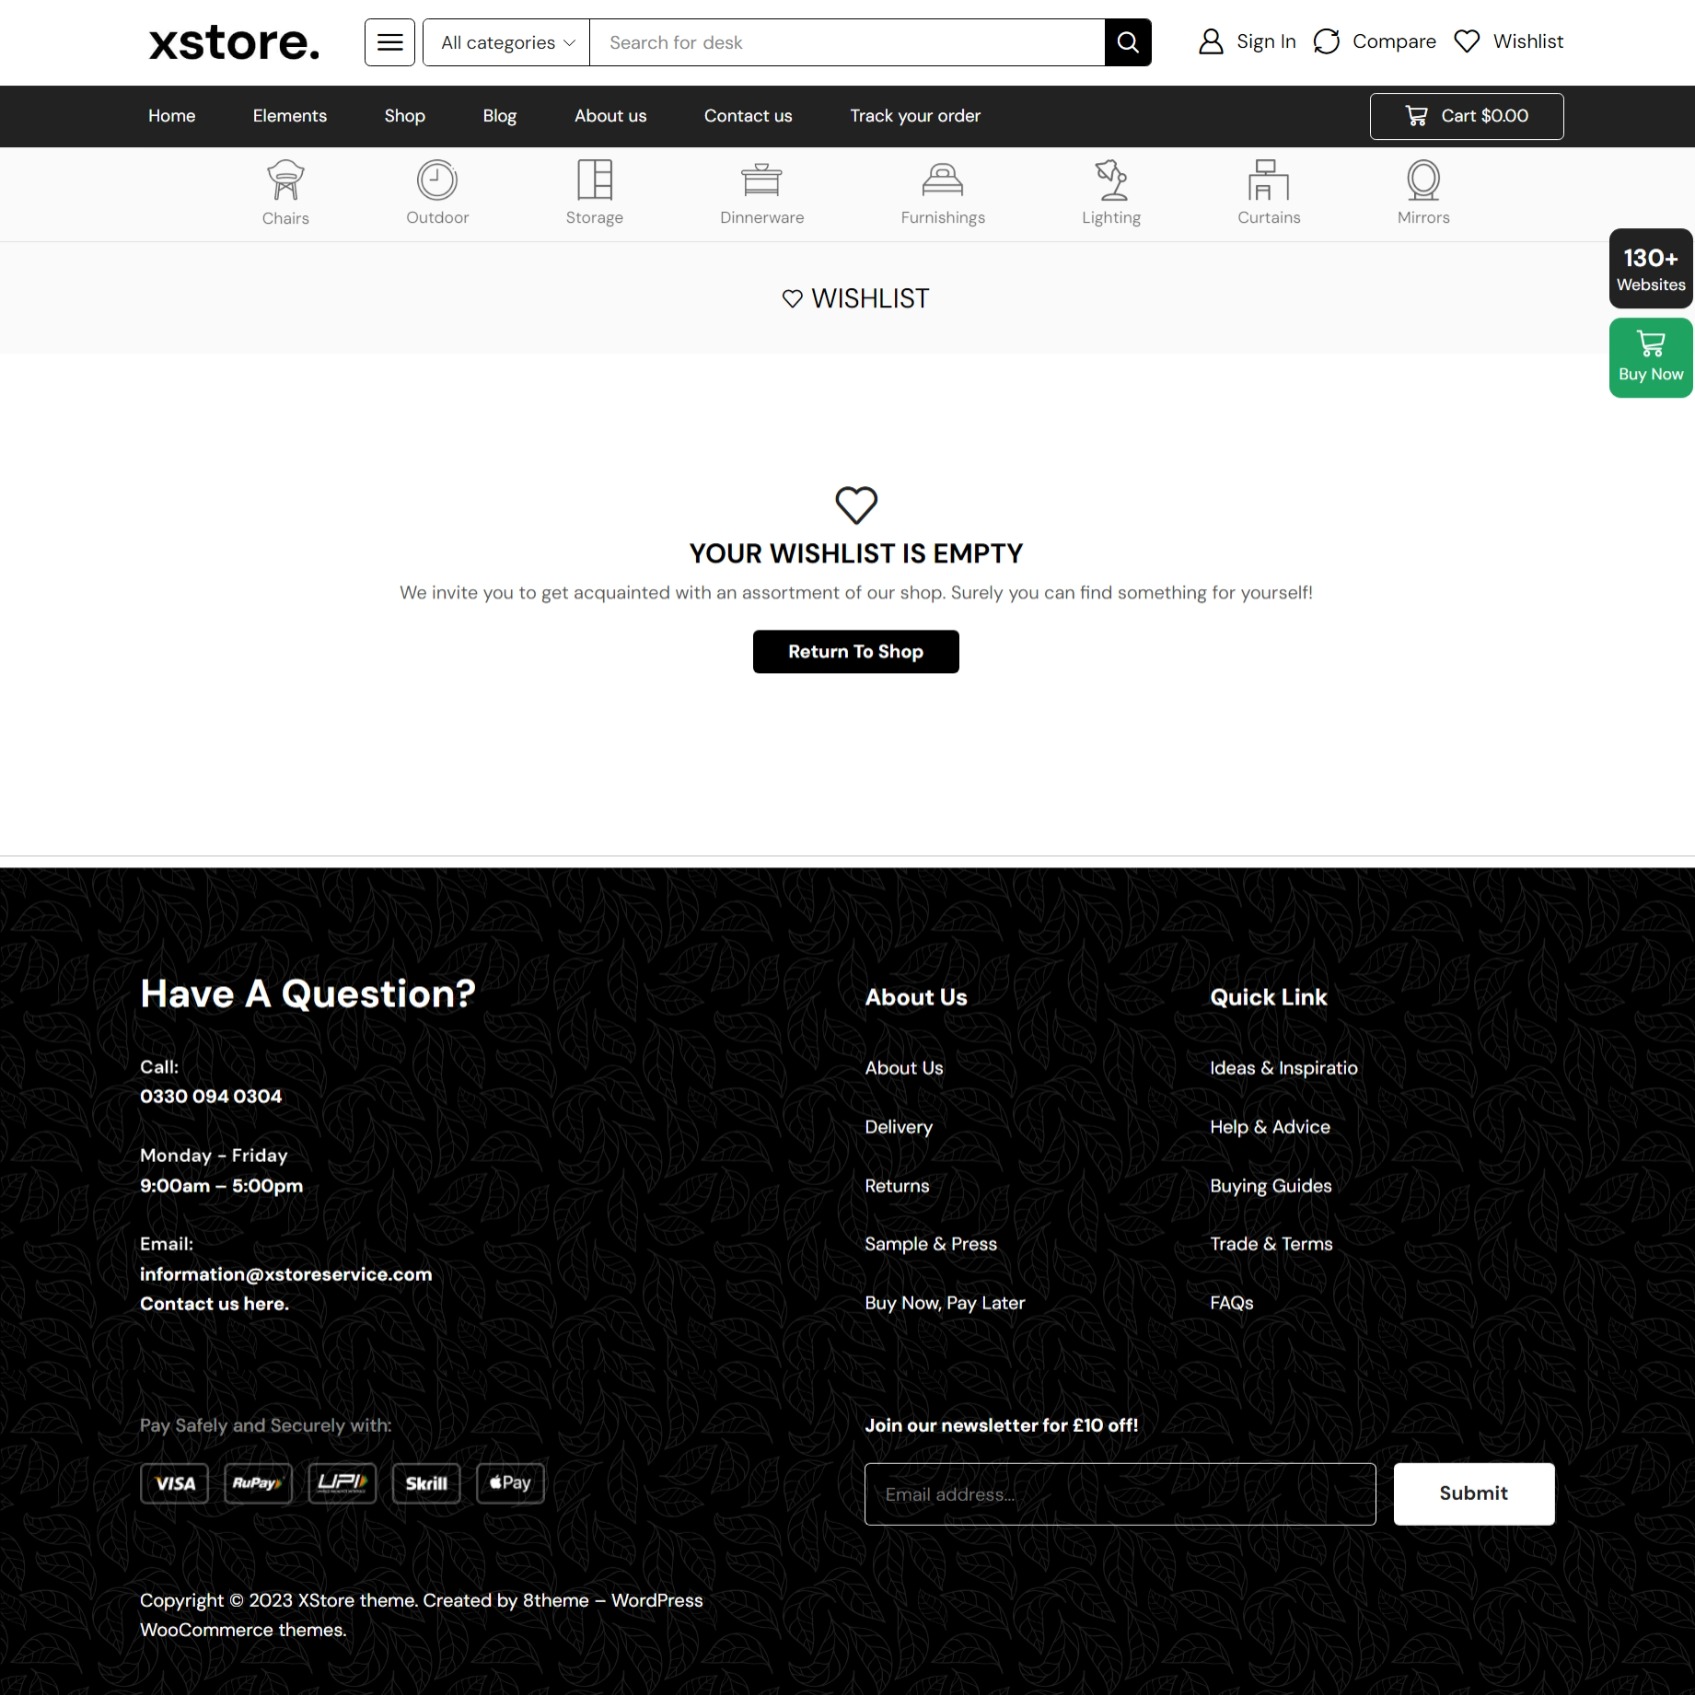 xstore.
All categories
Search for desk
Sign In
Compare
Wishlist
Home
Elements
Shop
Blog
About us
Contact us
Track your order
Cart $0.00
Chairs
Outdoor
Storage
Dinnerware
Furnishings
Lighting
Curtains
Mirrors
130+
Websites
WISHLIST
Buy Now
YOUR WISHLIST IS EMPTY
We invite you to get acquainted with an assortment of our shop. Surely you can find something for yourself!
Return To Shop
Have A Question?
Call:
0330 094 0304
Monday - Friday
9:00am – 5:00pm
Email:
information@xstoreservice.com
Contact us here.
About Us
About Us
Delivery
Returns
Sample & Press
Buy Now, Pay Later
Quick Link
Ideas & Inspiratio
Help & Advice
Buying Guides
Trade & Terms
FAQs
Pay Safely and Securely with:
VISA
RuPay
UPI
Skrill
Pay
Join our newsletter for £10 off!
Email address...
Submit
Copyright © 2023 XStore theme. Created by 8theme – WordPress
WooCommerce themes.